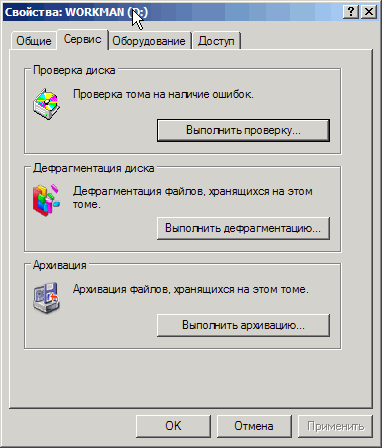 Свойства: WORKMAN (D:)
Общие Сервис Оборудование Доступ
Проверка диска
Проверка тома на наличие ошибок.
Выполнить проверку...
Дефрагментация диска
Дефрагментация файлов, хранящихся на этом
томе.
Выполнить дефрагментацию...
Архивация
Архивация файлов, хранящихся на этом томе.
Выполнить архивацию...
OK Отмена Применить